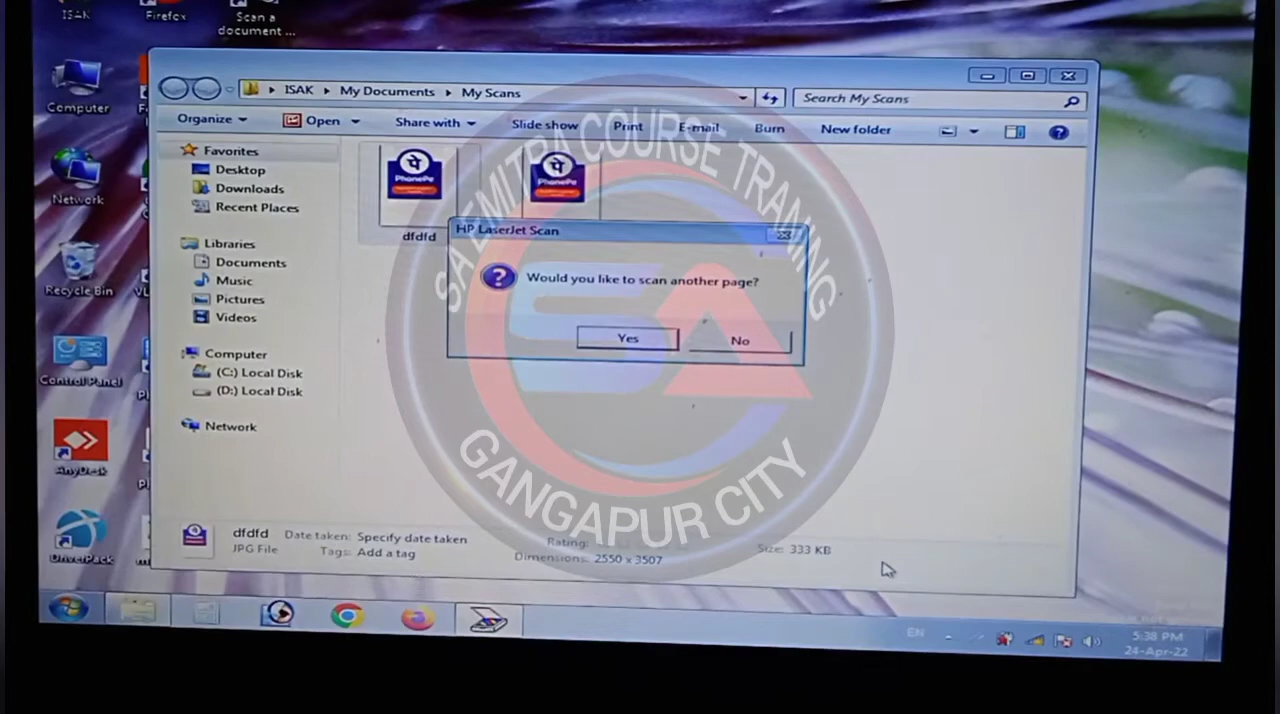 ISAK
Firefox
Scan a
document ...
Computer
Network
Recycle Bin
Control Panel
AnyDesk
DriverPack
ISAK
My Documents
My Scans
Search My Scans
Organize
Open
Share with
Slide show
Print
E-mail
Burn
New folder
Favorites
Desktop
Downloads
Recent Places
Libraries
Documents
Music
Pictures
Videos
Computer
(C:) Local Disk
(D:) Local Disk
Network
पे
PhonePe
पे
PhonePe
dfdfd
HP LaserJet Scan
Would you like to scan another page?
Yes
No
COURSE TRANING
GANGAPUR CITY
SA
dfdfd
JPG File
Date taken: Specify date taken
Tags: Add a tag
Rating:
Dimensions: 2550 x 3507
Size: 333 KB
EN
5:38 PM
24-Apr-22